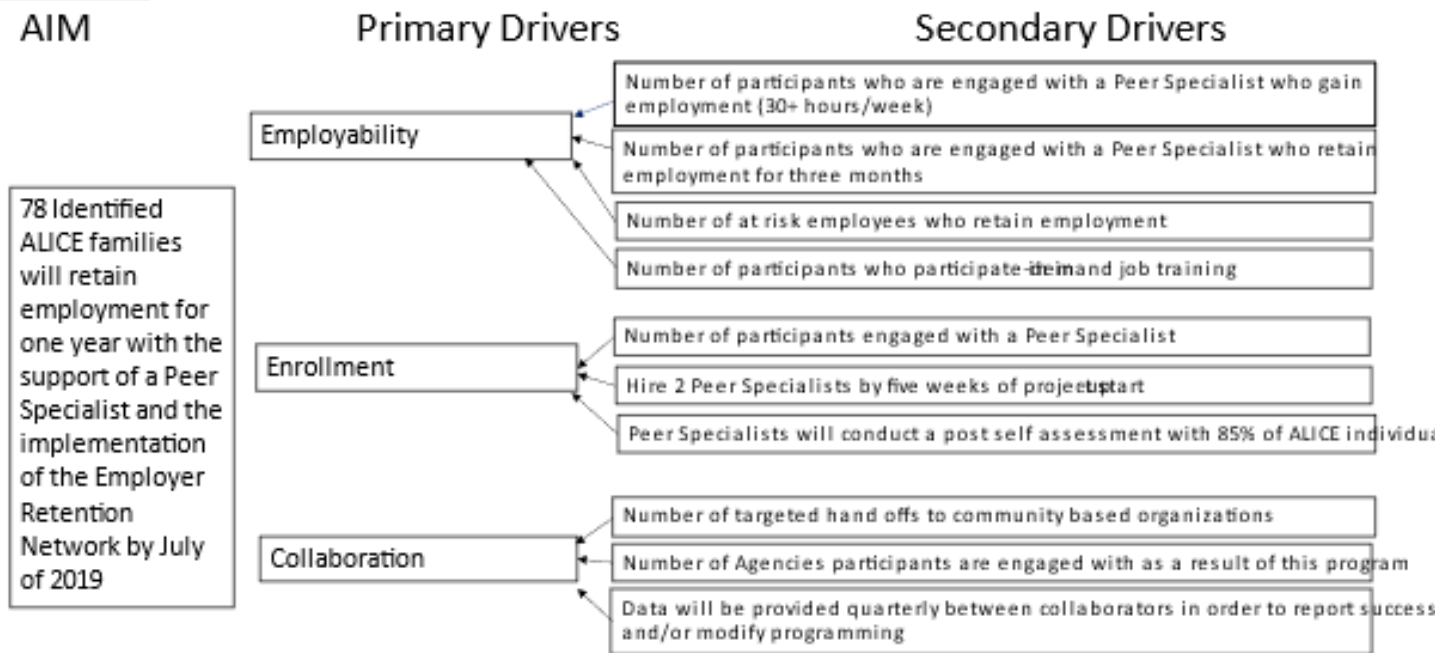 AIM
Primary Drivers
Secondary Drivers
78 Identified
ALICE families
will retain
employment for
one year with the
support of a Peer
Specialist and the
implementation
of the Employer
Retention
Network by July
of 2019
Employability
Number of participants who are engaged with a Peer Specialist who gain
employment (30+ hours/week)
Number of participants who are engaged with a Peer Specialist who retain
employment for three months
Number of at risk employees who retain employment
Number of participants who participate job training
Enrollment
Number of participants engaged with a Peer Specialist
Hire 2 Peer Specialists by five weeks of project
Peer Specialists will conduct a post self assessment with 85% of ALICE
Collaboration
Number of targeted hand offs to community based organizations
Number of Agencies participants are engaged with as a result of this program
Data will be provided quarterly between collaborators in order to report success
and/or modify programming